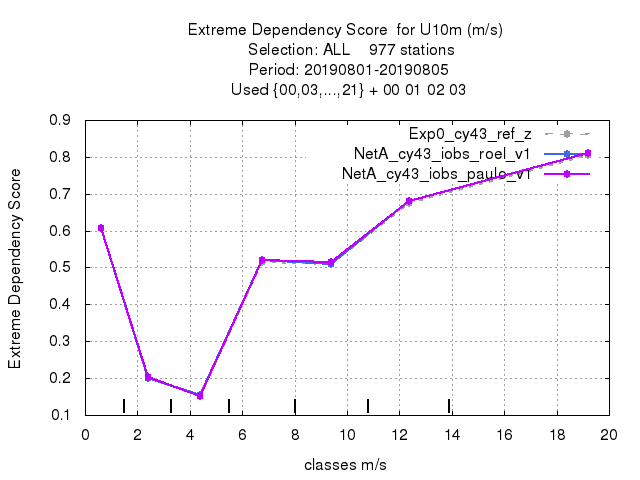 Extreme Dependency Score  for U10m (m/s)
Selection: ALL    977 stations
Period: 20190801-20190805
Used {00,03,...,21} + 00 01 02 03
Exp0_cy43_ref_z
NetA_cy43_iobs_roel_v1
NetA_cy43_iobs_paulo_v1
Extreme Dependency Score
0.9
0.8
0.7
0.6
0.5
0.4
0.3
0.2
0.1
0 2 4 6 8 10 12 14 16 18 20
classes m/s